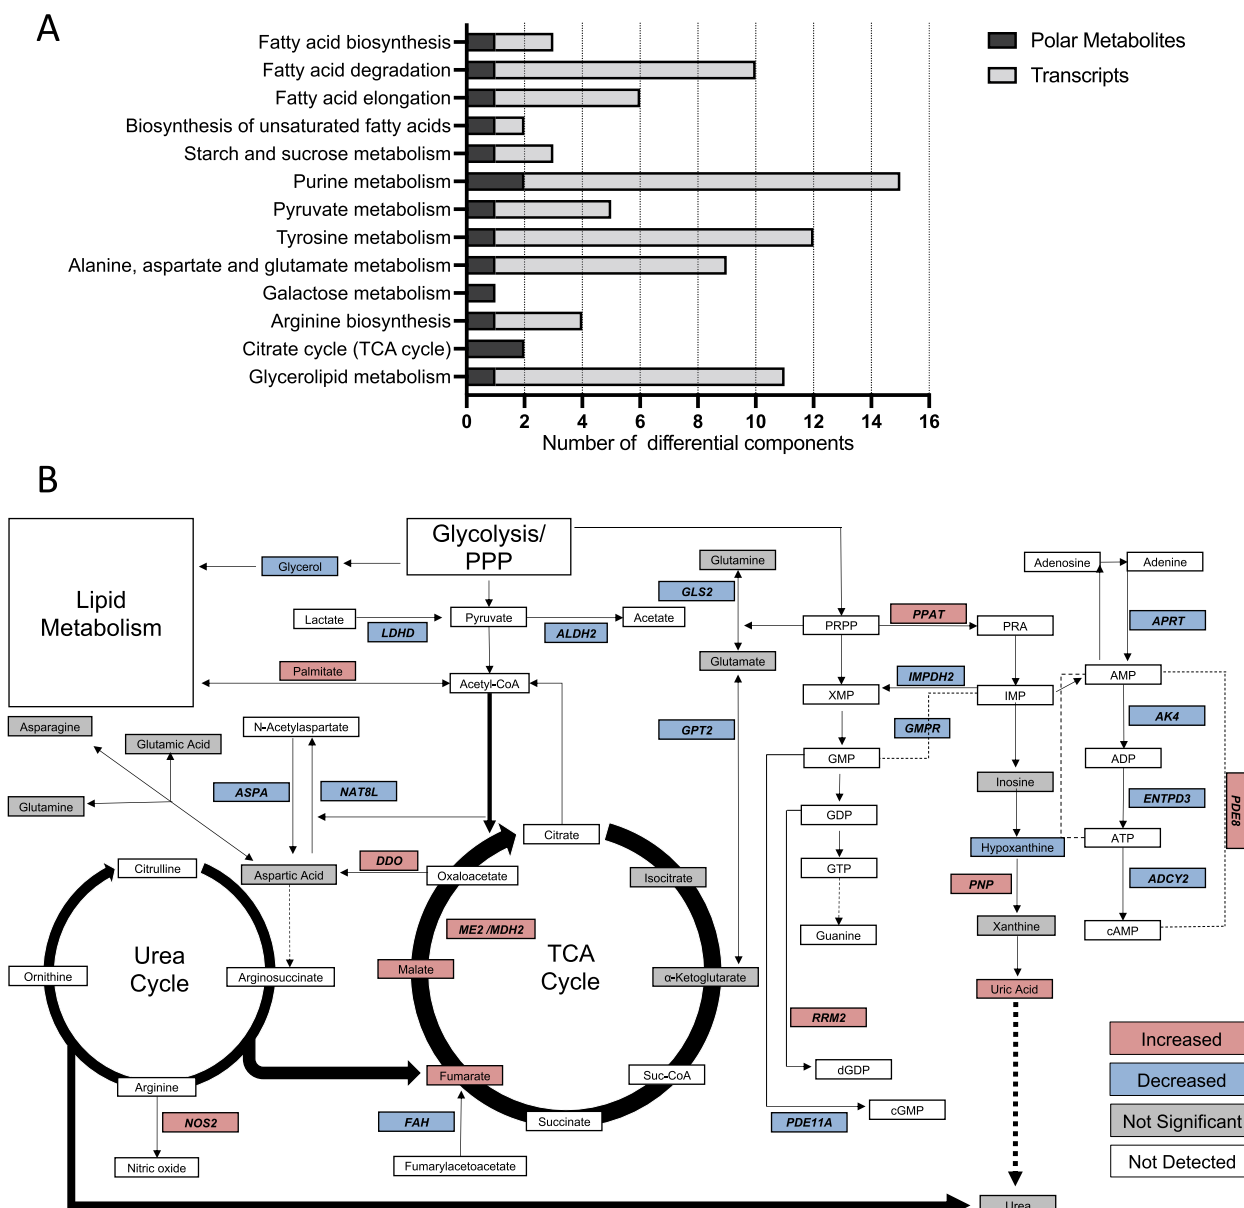 A
Fatty acid biosynthesis
Fatty acid degradation
Fatty acid elongation
Biosynthesis of unsaturated fatty acids
Starch and sucrose metabolism
Purine metabolism
Pyruvate metabolism
Tyrosine metabolism
Alanine, aspartate and glutamate metabolism
Galactose metabolism
Arginine biosynthesis
Citrate cycle (TCA cycle)
Glycerolipid metabolism
0 2 4 6 8 10 12 14 16
Number of differential components
Polar Metabolites
Transcripts
B
Lipid
Metabolism
Glycerol
Glycolysis/
PPP
Lactate
LDHD
Pyruvate
ALDH2
Acetate
Palmitate
Acetyl-CoA
Glutamine
GLS2
Glutamate
GPT2
PRPP
PPAT
PRA
XMP
IMPDH2
IMP
GMPR
GMP
GDP
GTP
Guanine
RRM2
dGDP
PDE11A
cGMP
Adenosine
Adenine
APRT
AMP
AK4
ADP
ENTPD3
ATP
ADCY2
cAMP
PDE8
Inosine
Hypoxanthine
PNP
Xanthine
Uric Acid
Urea
Asparagine
Glutamic Acid
Glutamine
N-Acetylaspartate
ASPA
NAT8L
Aspartic Acid
DDO
Oxaloacetate
Citrate
Isocitrate
α-Ketoglutarate
Suc-CoA
Succinate
Fumarate
Malate
ME2 /MDH2
TCA
Cycle
FAH
Fumarylacetoacetate
Citrulline
Ornithine
Urea
Cycle
Arginosuccinate
Arginine
NOS2
Nitric oxide
Increased
Decreased
Not Significant
Not Detected